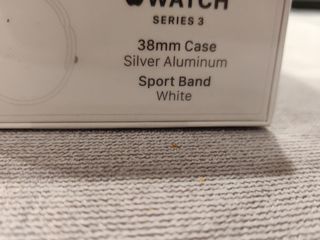 WATCH
SERIES 3
38mm Case
Silver Aluminum
Sport Band
White